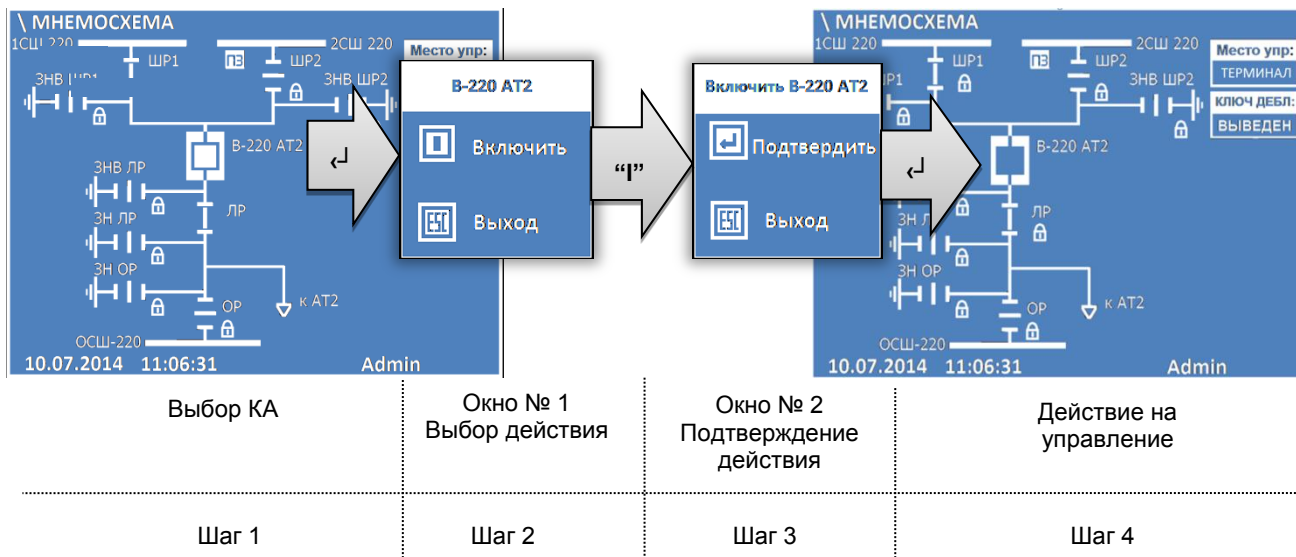 \ МНЕМОСХЕМА
1СШ 220
2СШ 220
Место упр:
ШР1
ПЗ
ШР2
ЗНВ ШР1
ЗНВ ШР2
В-220 АТ2
ЗНВ ЛР
ЛР
ЗН ЛР
ЗН ОР
ОР
к АТ2
ОСШ-220
10.07.2014 11:06:31 Admin
В-220 АТ2
Включить
ESC Выход
“I”
Включить В-220 АТ2
Подтвердить
ESC Выход
\ МНЕМОСХЕМА
1СШ 220
2СШ 220
Место упр:
ТЕРМИНАЛ
КЛЮЧ ДЕБЛ:
ВЫВЕДЕН
ШР1
ПЗ
ШР2
ЗНВ ШР2
В-220 АТ2
ЛР
ЗН ОР
ОР
к АТ2
ОСШ-220
10.07.2014 11:06:31 Admin
Выбор КА
Окно № 1
Выбор действия
Окно № 2
Подтверждение
действия
Действие на
управление
Шаг 1
Шаг 2
Шаг 3
Шаг 4